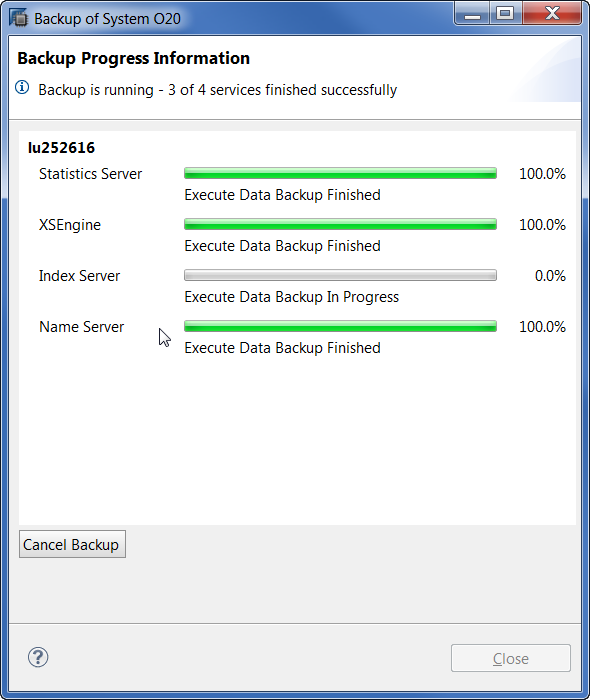 Backup of System O20
Backup Progress Information
Backup is running - 3 of 4 services finished successfully
lu252616
Statistics Server 100.0%
Execute Data Backup Finished
XSEngine 100.0%
Execute Data Backup Finished
Index Server 0.0%
Execute Data Backup In Progress
Name Server 100.0%
Execute Data Backup Finished
Cancel Backup
Close